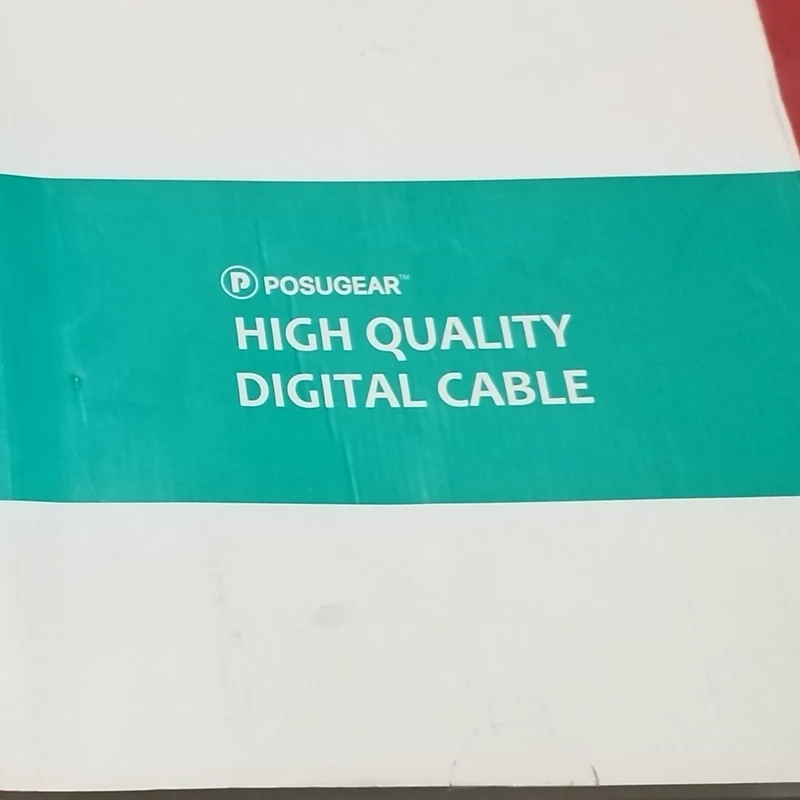 P POSUGEAR™
HIGH QUALITY
DIGITAL CABLE